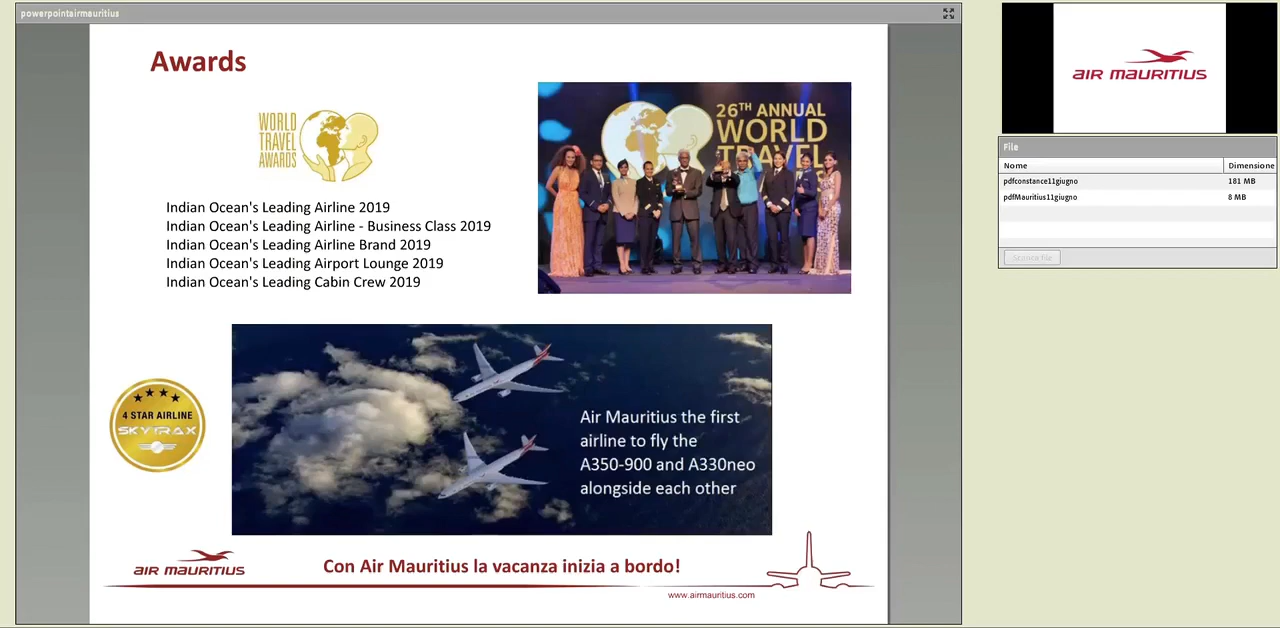 powerpointairmauritius
Awards
WORLD
TRAVEL
AWARDS
26TH ANNUAL
WORLD
TRAVEL
Indian Ocean's Leading Airline 2019
Indian Ocean's Leading Airline - Business Class 2019
Indian Ocean's Leading Airline Brand 2019
Indian Ocean's Leading Airport Lounge 2019
Indian Ocean's Leading Cabin Crew 2019
4 STAR AIRLINE
SKYTRAX
Air Mauritius the first
airline to fly the
A350-900 and A330neo
alongside each other
AIR MAURITIUS
Con Air Mauritius la vacanza inizia a bordo!
www.airmauritius.com
AIR MAURITIUS
File
Nome Dimensione
pdfconstance11giugno 181 MB
pdfMauritius11giugno 8 MB
Scarica file